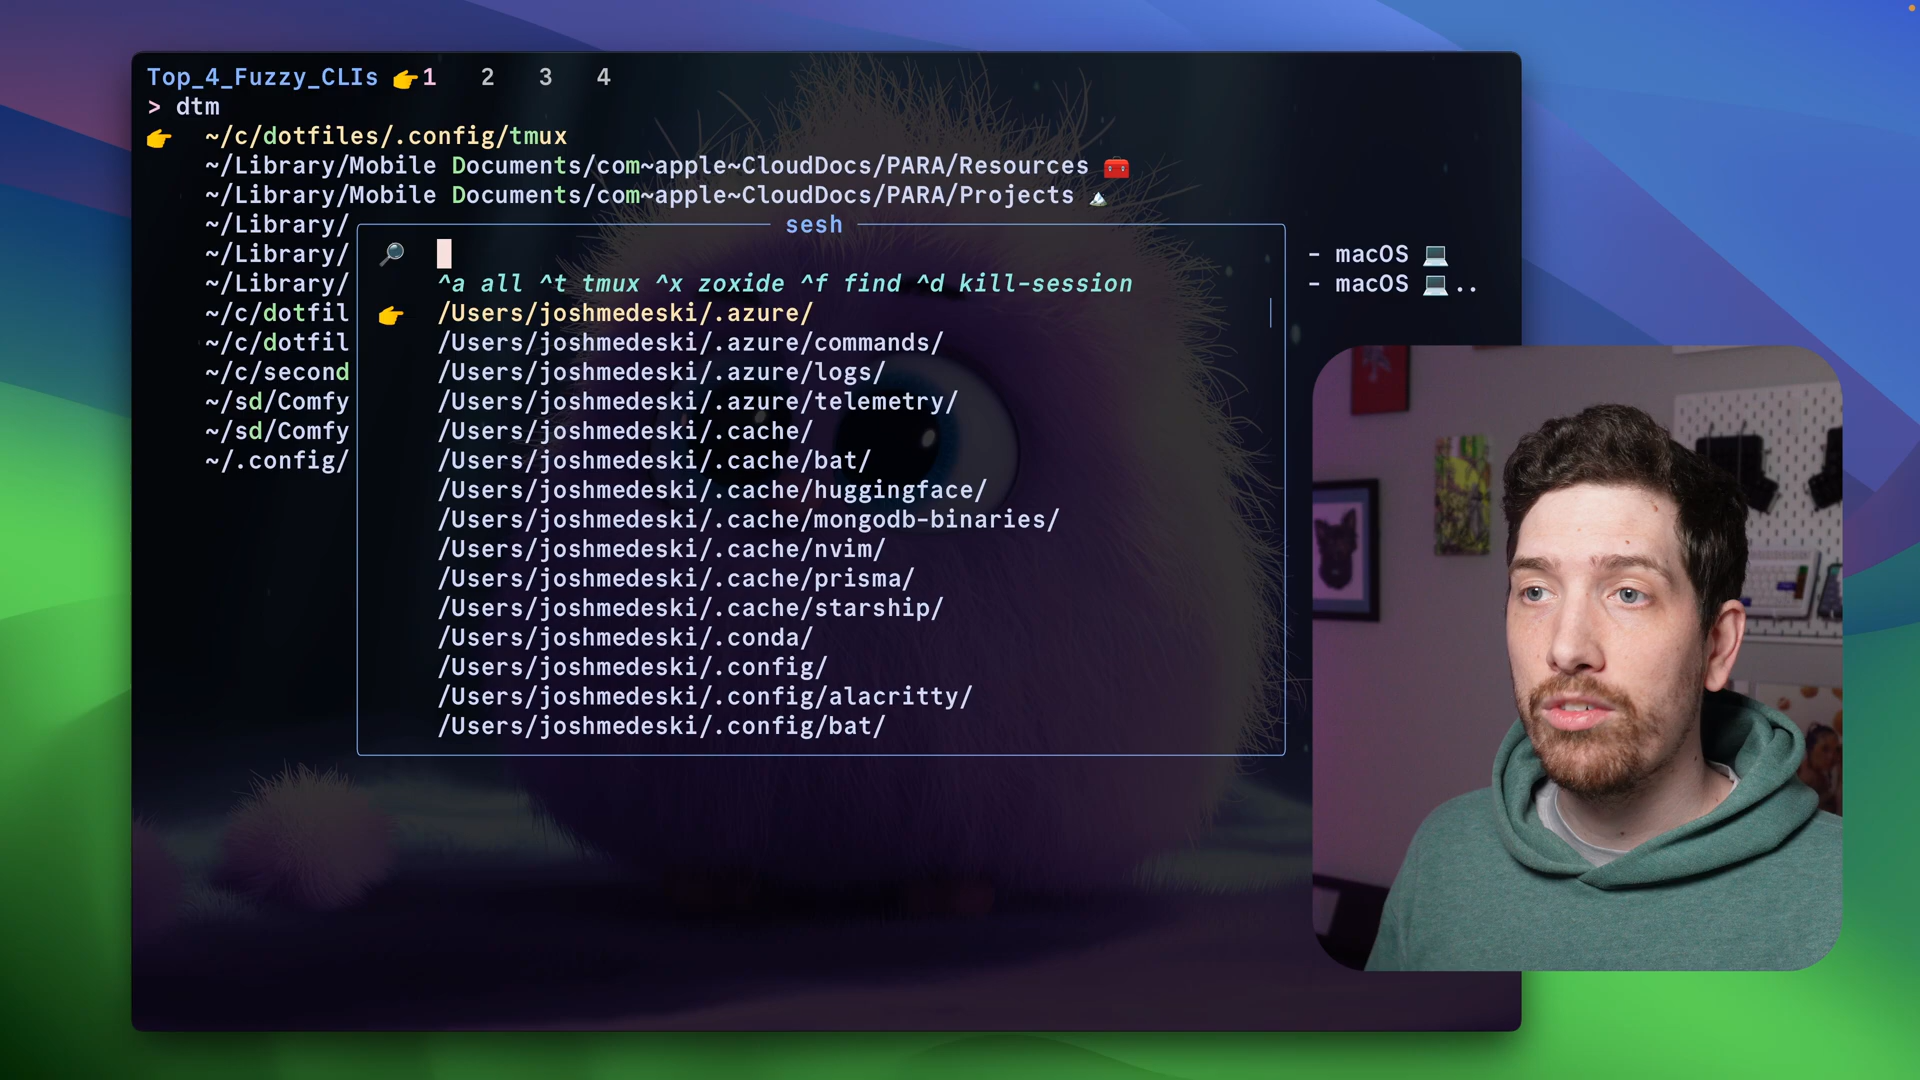 Top_4_Fuzzy_CLIs 👉1 2 3 4
> dtm
👉 ~/c/dotfiles/.config/tmux
~/Library/Mobile Documents/com~apple~CloudDocs/PARA/Resources 🧰
~/Library/Mobile Documents/com~apple~CloudDocs/PARA/Projects 🏔️
~/Library/
~/Library/ - macOS 💻
~/Library/ - macOS 💻..
~/c/dotfil
~/c/dotfil
~/c/second
~/sd/Comfy
~/sd/Comfy
~/.config/
sesh
🔎
^a all ^t tmux ^x zoxide ^f find ^d kill-session
👉 /Users/joshmedeski/.azure/
/Users/joshmedeski/.azure/commands/
/Users/joshmedeski/.azure/logs/
/Users/joshmedeski/.azure/telemetry/
/Users/joshmedeski/.cache/
/Users/joshmedeski/.cache/bat/
/Users/joshmedeski/.cache/huggingface/
/Users/joshmedeski/.cache/mongodb-binaries/
/Users/joshmedeski/.cache/nvim/
/Users/joshmedeski/.cache/prisma/
/Users/joshmedeski/.cache/starship/
/Users/joshmedeski/.conda/
/Users/joshmedeski/.config/
/Users/joshmedeski/.config/alacritty/
/Users/joshmedeski/.config/bat/